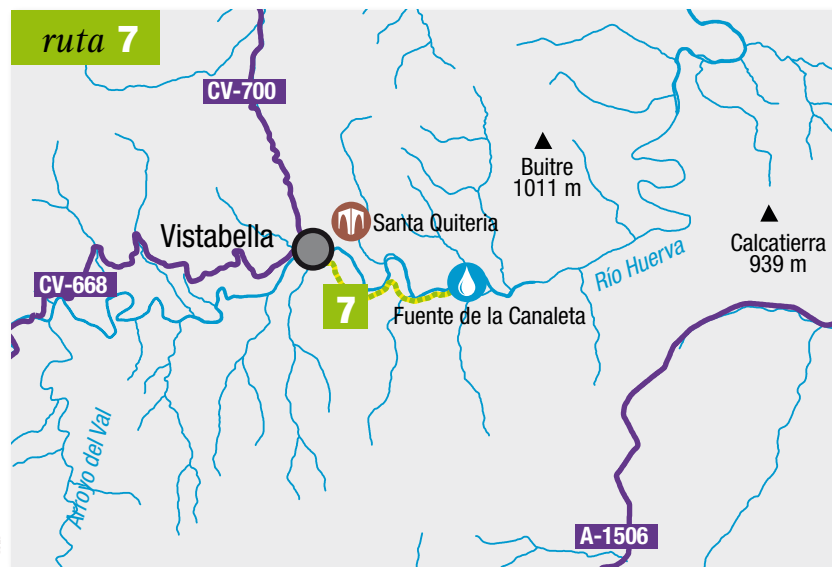 ruta 7
CV-700
Buitre
1011 m
Santa Quiteria
Vistabella
Calcatierra
939 m
Río Huerva
CV-668
7
Fuente de la Canaleta
Arroyo del Val
A-1506